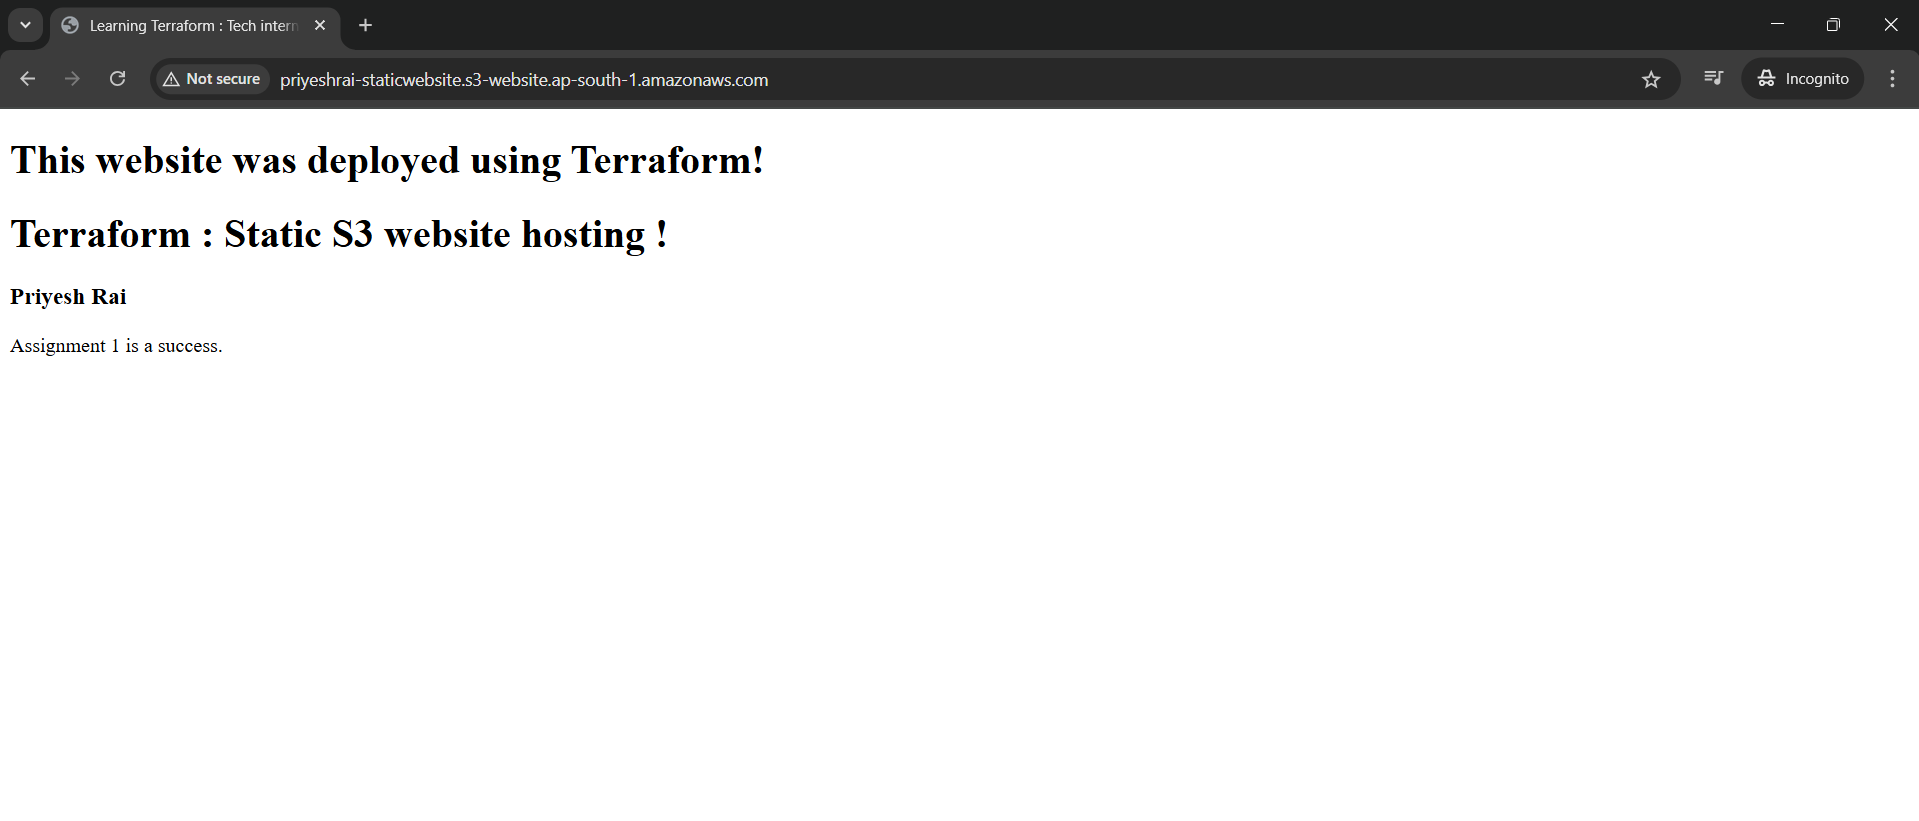 Learning Terraform : Tech intern
Not secure
priyeshrai-staticwebsite.s3-website.ap-south-1.amazonaws.com
Incognito
This website was deployed using Terraform!
Terraform : Static S3 website hosting !
Priyesh Rai
Assignment 1 is a success.